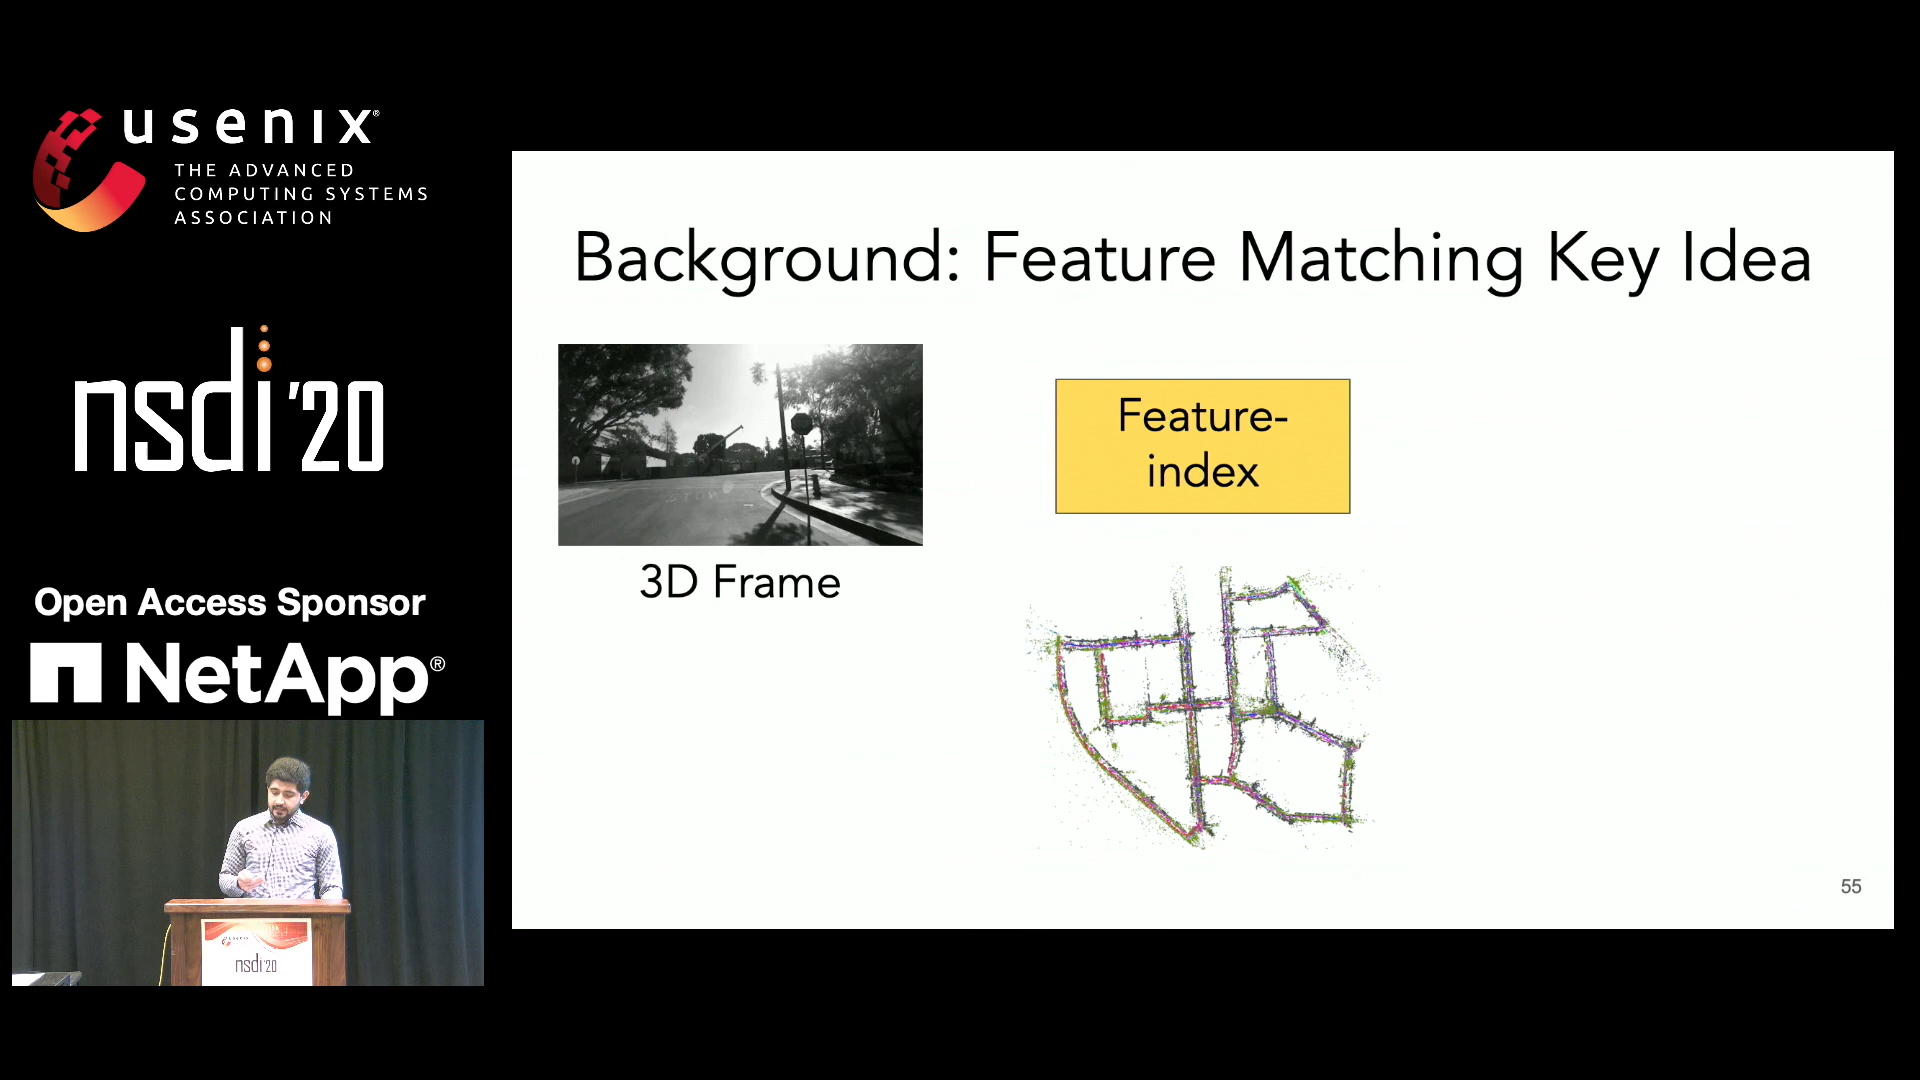 usenix®
THE ADVANCED
COMPUTING SYSTEMS
ASSOCIATION
nsdi '20
Open Access Sponsor
NetApp®
usenix
nsdi '20
Background: Feature Matching Key Idea
3D Frame
Feature-
index
55